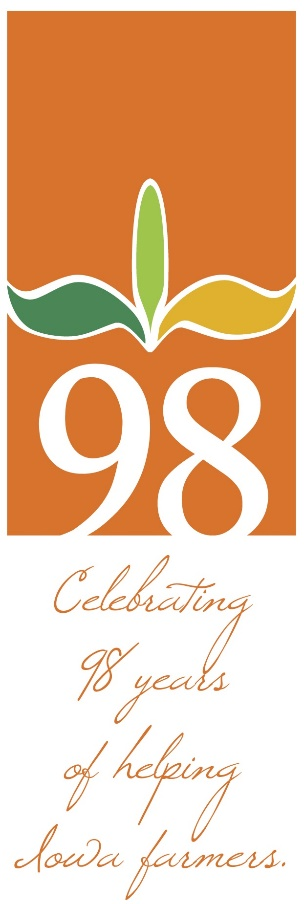 98
Celebrating
98 years
of helping
Iowa farmers.